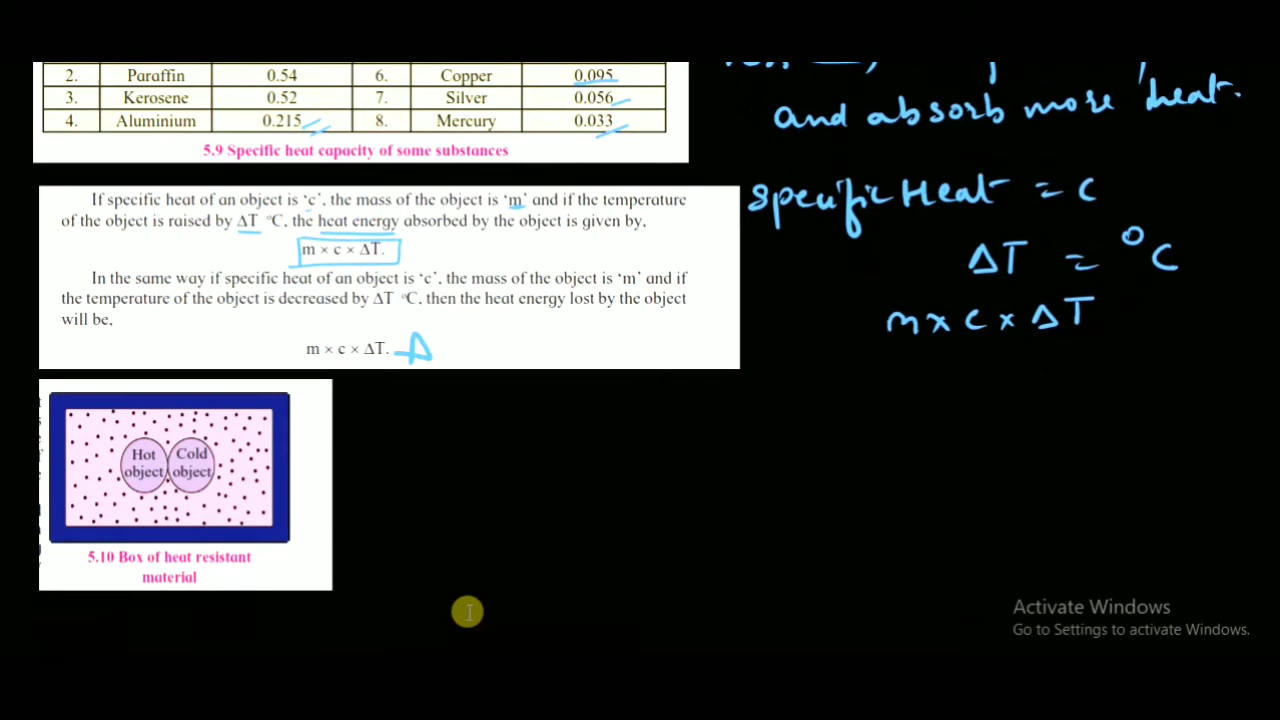 2. Paraffin 0.54 6. Copper 0.095
3. Kerosene 0.52 7. Silver 0.056
4. Aluminium 0.215 8. Mercury 0.033
5.9 Specific heat capacity of some substances
and absorb more heat.
If specific heat of an object is ‘c’, the mass of the object is ‘m’ and if the temperature
of the object is raised by ΔT °C, the heat energy absorbed by the object is given by,
m × c × ΔT.
In the same way if specific heat of an object is ‘c’, the mass of the object is ‘m’ and if
the temperature of the object is decreased by ΔT °C, then the heat energy lost by the object
will be,
m × c × ΔT.
Specific Heat = c
ΔT = °C
m × c × ΔT
Hot
object
Cold
object
5.10 Box of heat resistant
material
Activate Windows
Go to Settings to activate Windows.